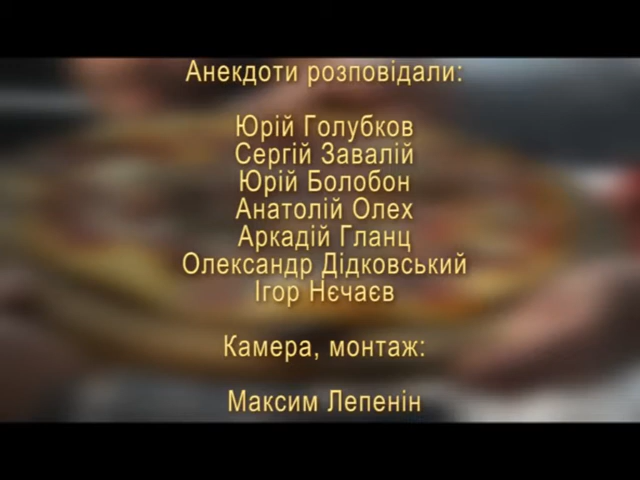 Анекдоти розповідали:
Юрій Голубков
Сергій Завалій
Юрій Болобон
Анатолій Олех
Аркадій Гланц
Олександр Дідковський
Ігор Нєчаєв
Камера, монтаж:
Максим Лепенін